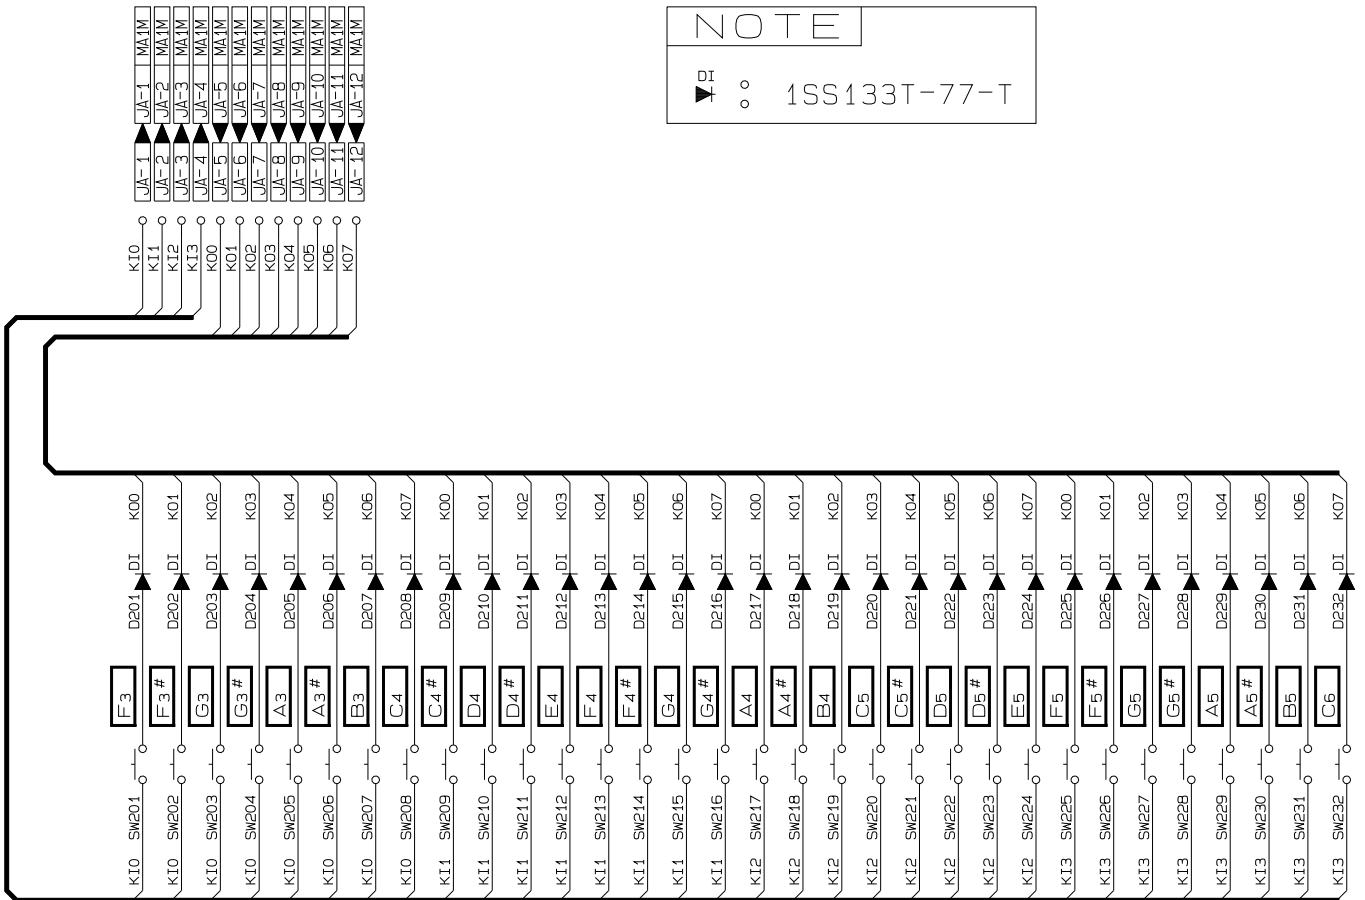 MA1M MA1M MA1M MA1M MA1M MA1M MA1M MA1M MA1M MA1M MA1M MA1M
JA-1 JA-2 JA-3 JA-4 JA-5 JA-6 JA-7 JA-8 JA-9 JA-10 JA-11 JA-12
JA-1 JA-2 JA-3 JA-4 JA-5 JA-6 JA-7 JA-8 JA-9 JA-10 JA-11 JA-12
KI0 KI1 KI2 KI3 KO0 KO1 KO2 KO3 KO4 KO5 KO6 KO7
NOTE
DI
: 1SS133T-77-T
KO0 KO1 KO2 KO3 KO4 KO5 KO6 KO7 KO0 KO1 KO2 KO3 KO4 KO5 KO6 KO7 KO0 KO1 KO2 KO3 KO4 KO5 KO6 KO7 KO0 KO1 KO2 KO3 KO4 KO5 KO6 KO7
DI DI DI DI DI DI DI DI DI DI DI DI DI DI DI DI DI DI DI DI DI DI DI DI DI DI DI DI DI DI DI DI
D201 D202 D203 D204 D205 D206 D207 D208 D209 D210 D211 D212 D213 D214 D215 D216 D217 D218 D219 D220 D221 D222 D223 D224 D225 D226 D227 D228 D229 D230 D231 D232
F3 F3# G3 G3# A3 A3# B3 C4 C4# D4 D4# E4 F4 F4# G4 G4# A4 A4# B4 C5 C5# D5 D5# E5 F5 F5# G5 G5# A5 A5# B5 C6
SW201 SW202 SW203 SW204 SW205 SW206 SW207 SW208 SW209 SW210 SW211 SW212 SW213 SW214 SW215 SW216 SW217 SW218 SW219 SW220 SW221 SW222 SW223 SW224 SW225 SW226 SW227 SW228 SW229 SW230 SW231 SW232
KI0 KI0 KI0 KI0 KI0 KI0 KI0 KI0 KI1 KI1 KI1 KI1 KI1 KI1 KI1 KI1 KI2 KI2 KI2 KI2 KI2 KI2 KI2 KI2 KI3 KI3 KI3 KI3 KI3 KI3 KI3 KI3